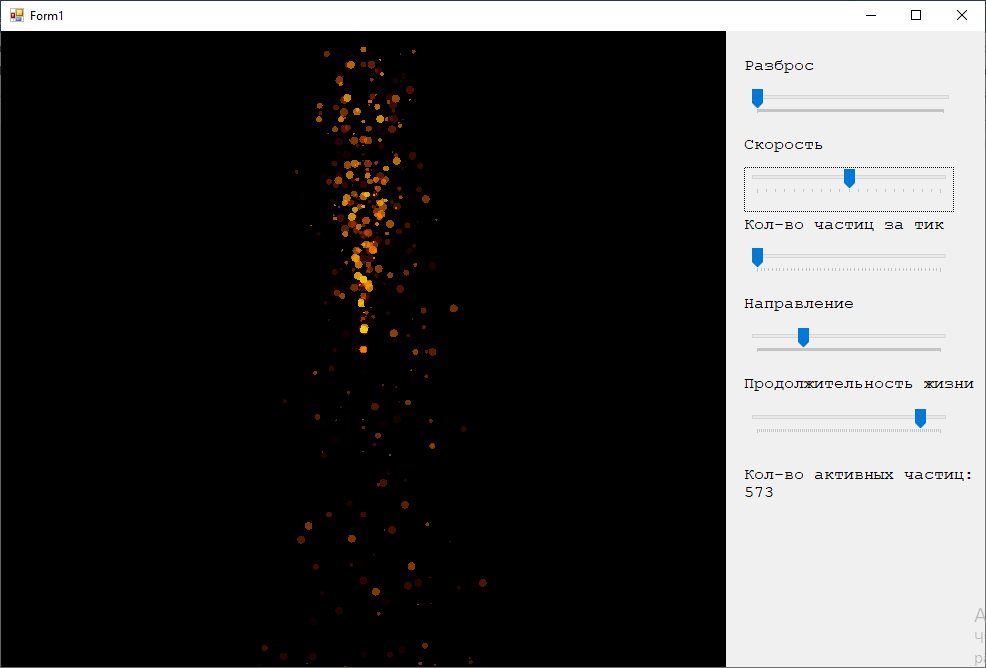 Form1
Разброс
Скорость
Кол-во частиц за тик
Направление
Продолжительность жизни
Кол-во активных частиц:
573